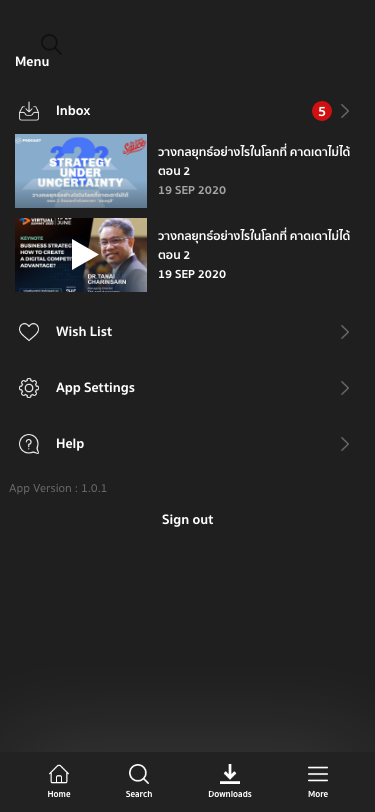 Menu
Inbox
5
PODCAST
The Secret Sauce
STRATEGY
UNDER
UNCERTAINTY
วางกลยุทธ์อย่างไรในโลกที่ คาดเดาไม่ได้
ตอน 2
19 SEP 2020
VIRTUAL
JUNE
KEYNOTE
BUSINESS STRATEG
HOW TO CREATE
A DIGITAL COMPETI
ADVANTAGE?
DR.TANAI
CHARINSARN
วางกลยุทธ์อย่างไรในโลกที่ คาดเดาไม่ได้
ตอน 2
19 SEP 2020
Wish List
App Settings
Help
App Version : 1.0.1
Sign out
Home
Search
Downloads
More